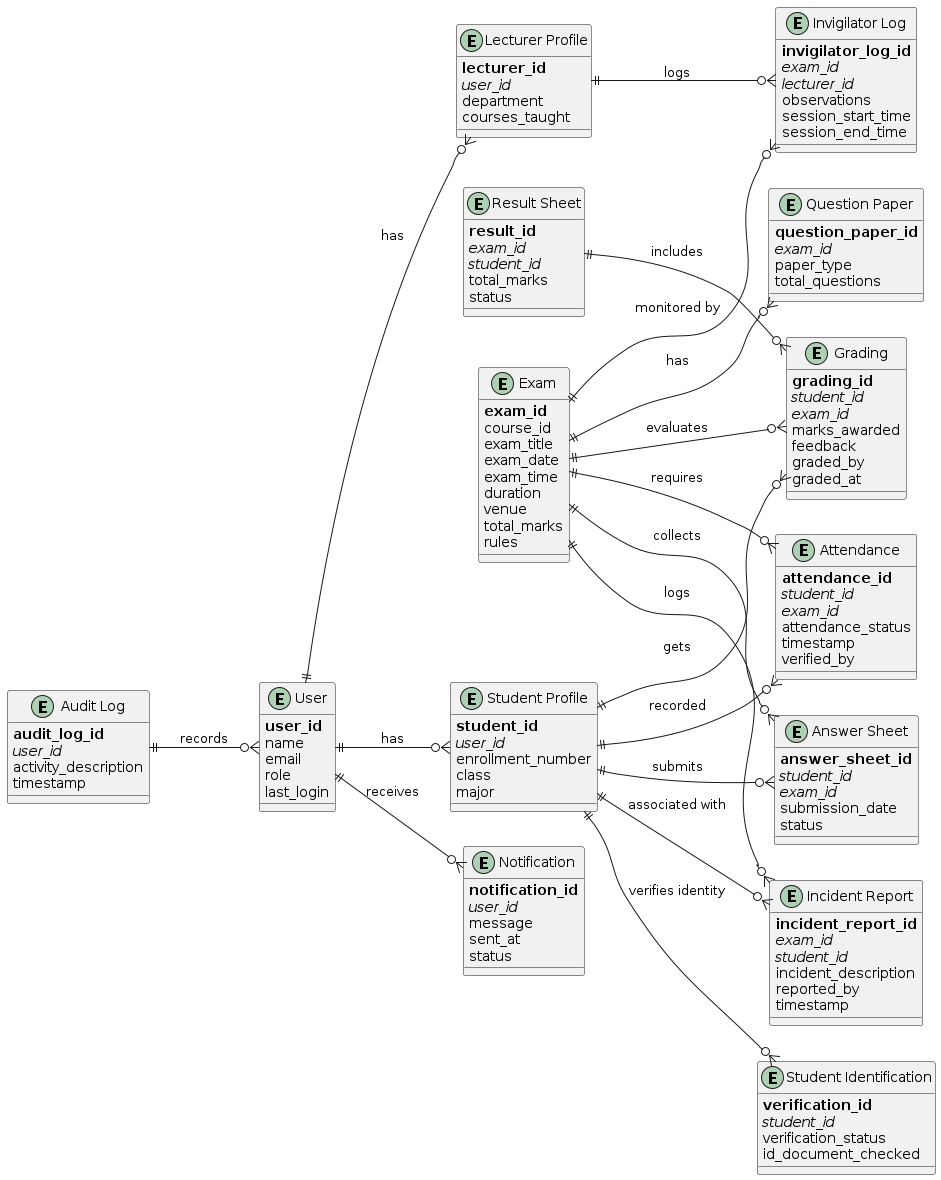 E Lecturer Profile
lecturer_id
user_id
department
courses_taught
E Invigilator Log
invigilator_log_id
exam_id
lecturer_id
observations
session_start_time
session_end_time
logs
has
E Result Sheet
result_id
exam_id
student_id
total_marks
status
E Question Paper
question_paper_id
exam_id
paper_type
total_questions
includes
monitored by
has
E Exam
exam_id
course_id
exam_title
exam_date
exam_time
duration
venue
total_marks
rules
E Grading
grading_id
student_id
exam_id
marks_awarded
feedback
graded_by
graded_at
evaluates
requires
collects
logs
gets
E Attendance
attendance_id
student_id
exam_id
attendance_status
timestamp
verified_by
E Audit Log
audit_log_id
user_id
activity_description
timestamp
records
E User
user_id
name
email
role
last_login
has
receives
E Student Profile
student_id
user_id
enrollment_number
class
major
recorded
submits
associated with
verifies identity
E Answer Sheet
answer_sheet_id
student_id
exam_id
submission_date
status
E Notification
notification_id
user_id
message
sent_at
status
E Incident Report
incident_report_id
exam_id
student_id
incident_description
reported_by
timestamp
E Student Identification
verification_id
student_id
verification_status
id_document_checked